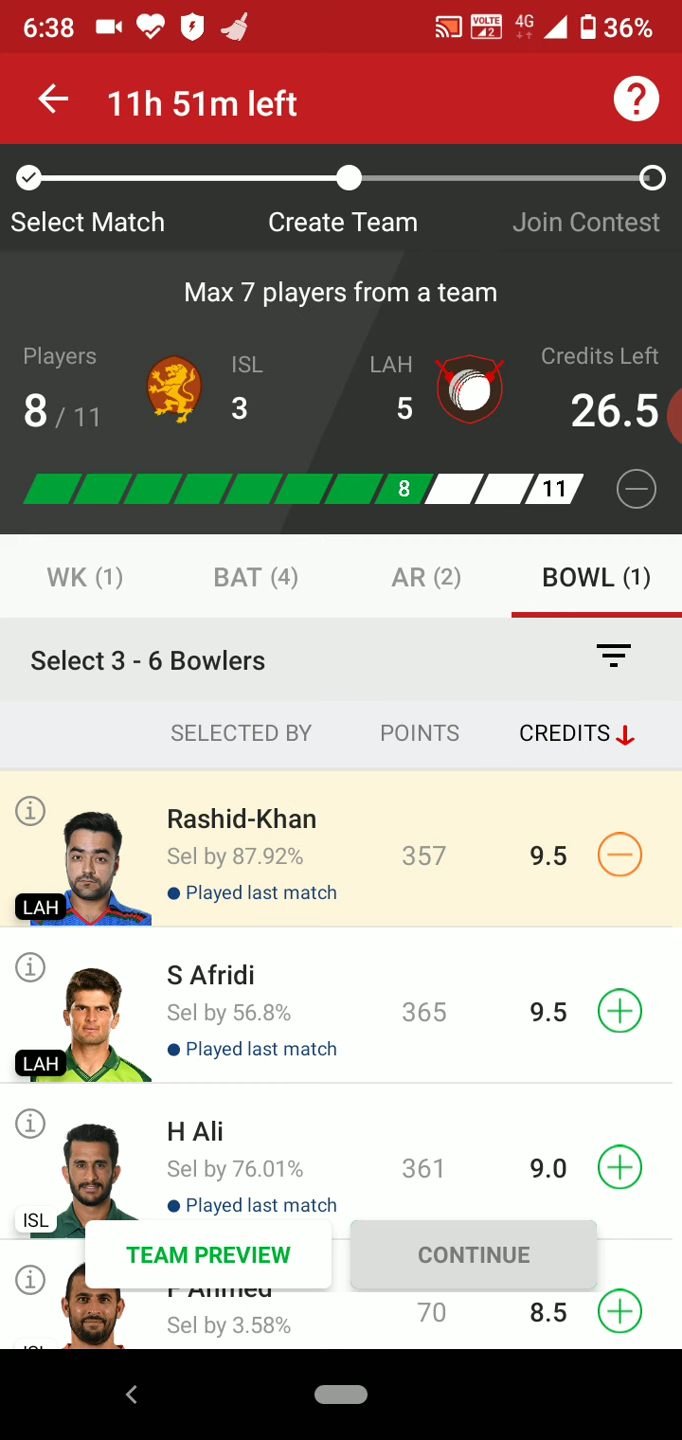 6:38
VOLTE 2 4G 36%
11h 51m left ?
Select Match Create Team Join Contest
Max 7 players from a team
Players ISL LAH Credits Left
8 / 11 3 5 26.5
8 11
WK (1) BAT (4) AR (2) BOWL (1)
Select 3 - 6 Bowlers
SELECTED BY POINTS CREDITS
Rashid-Khan
Sel by 87.92% 357 9.5
Played last match
LAH
S Afridi
Sel by 56.8% 365 9.5
Played last match
LAH
H Ali
Sel by 76.01% 361 9.0
Played last match
ISL
TEAM PREVIEW CONTINUE
Ahmed
Sel by 3.58% 70 8.5